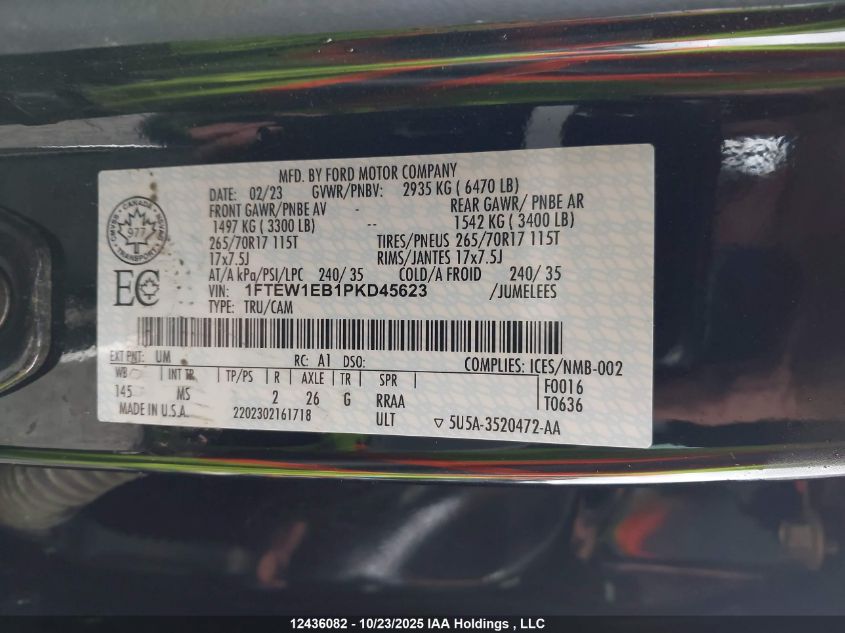 MFD. BY FORD MOTOR COMPANY
DATE: 02/23 GVWR/PNBV: 2935 KG ( 6470 LB)
FRONT GAWR/PNBE AV - REAR GAWR/ PNBE AR
1497 KG ( 3300 LB) -- 1542 KG ( 3400 LB)
265/70R17 115T TIRES/PNEUS 265/70R17 115T
17x7.5J RIMS/JANTES 17x7.5J
AT/A kPa/PSI/LPC 240/ 35 COLD/A FROID 240/ 35
VIN: 1FTEW1EB1PKD45623 /JUMELEES
TYPE: TRU/CAM
CANADA
977
TRANSPORT
EC
EXT PNT: UM RC: A1 DSO: COMPLIES: ICES/NMB-002
WB INT TR TP/PS R AXLE TR SPR F0016
145 MS 2 26 G RRAA T0636
MADE IN U.S.A. 2202302161718 ULT ▽ 5U5A-3520472-AA
12436082 - 10/23/2025 IAA Holdings , LLC